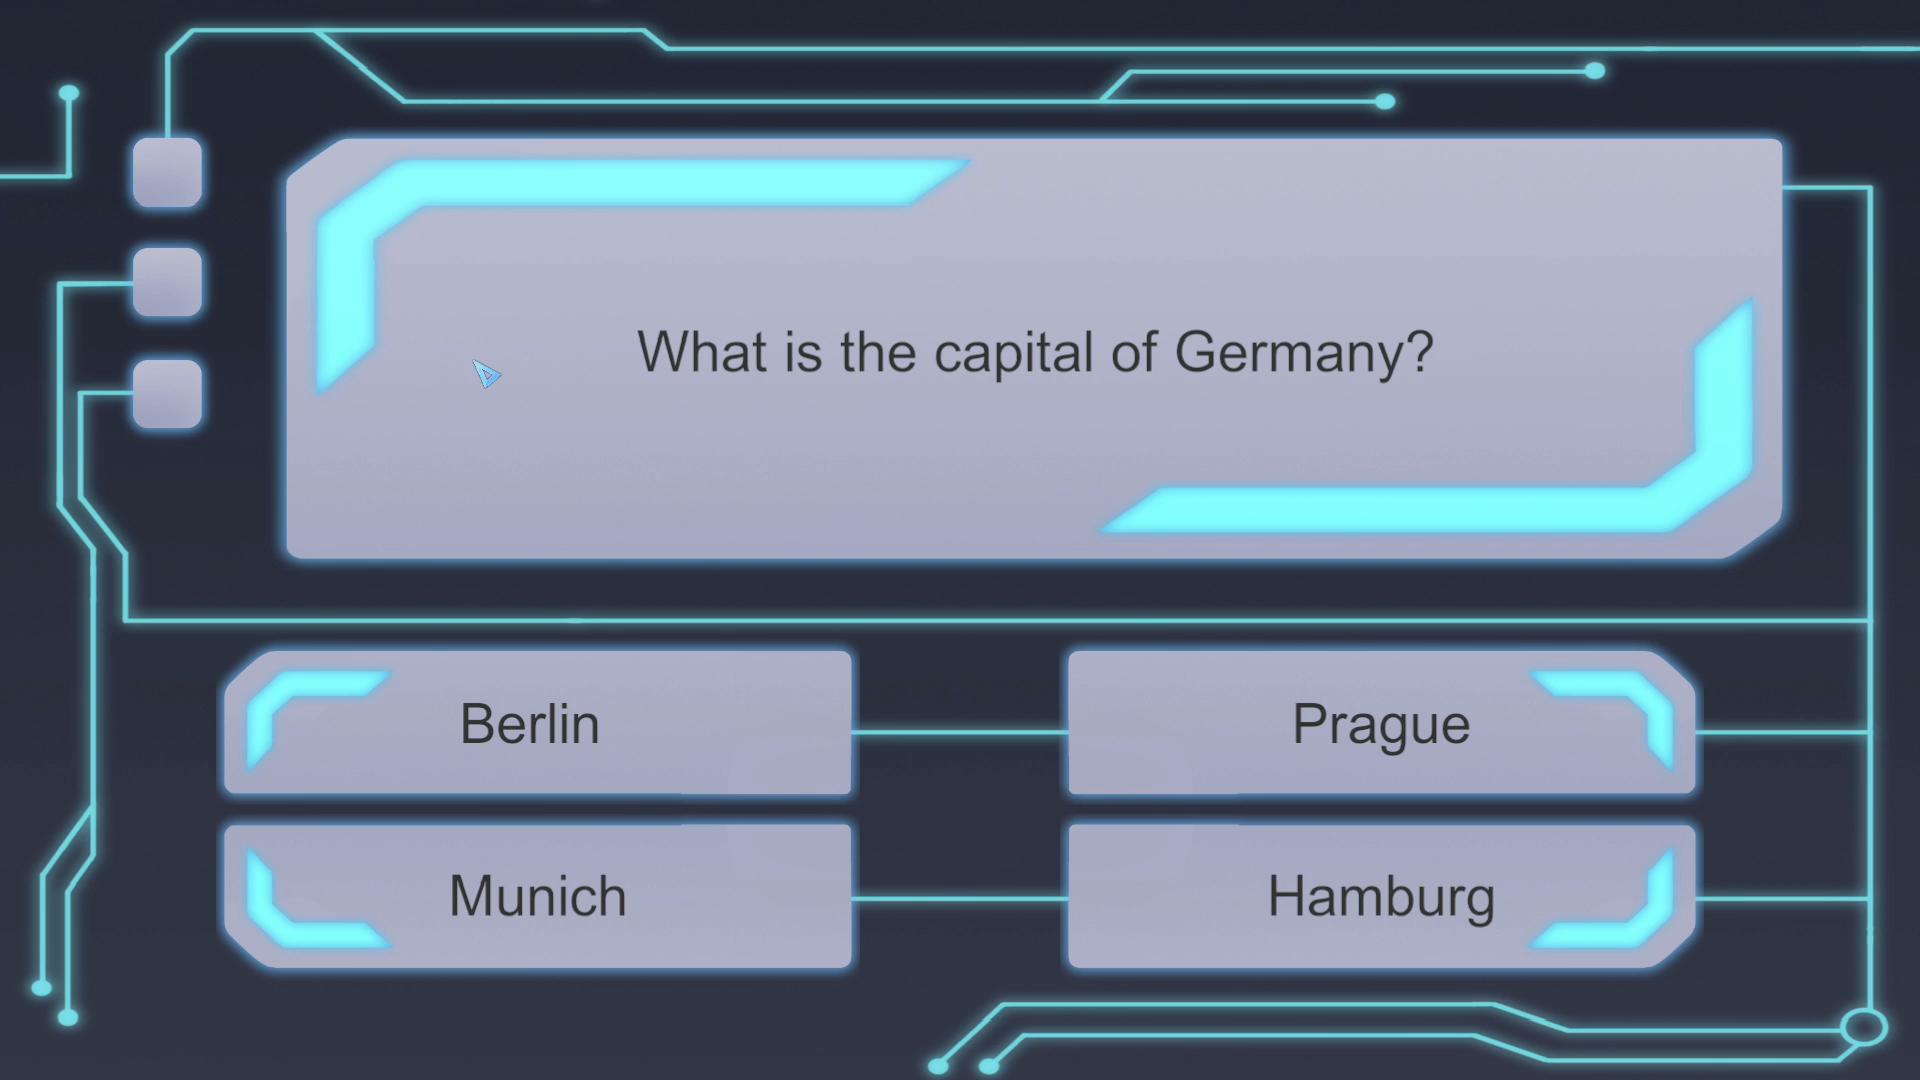 What is the capital of Germany?
Berlin
Prague
Munich
Hamburg